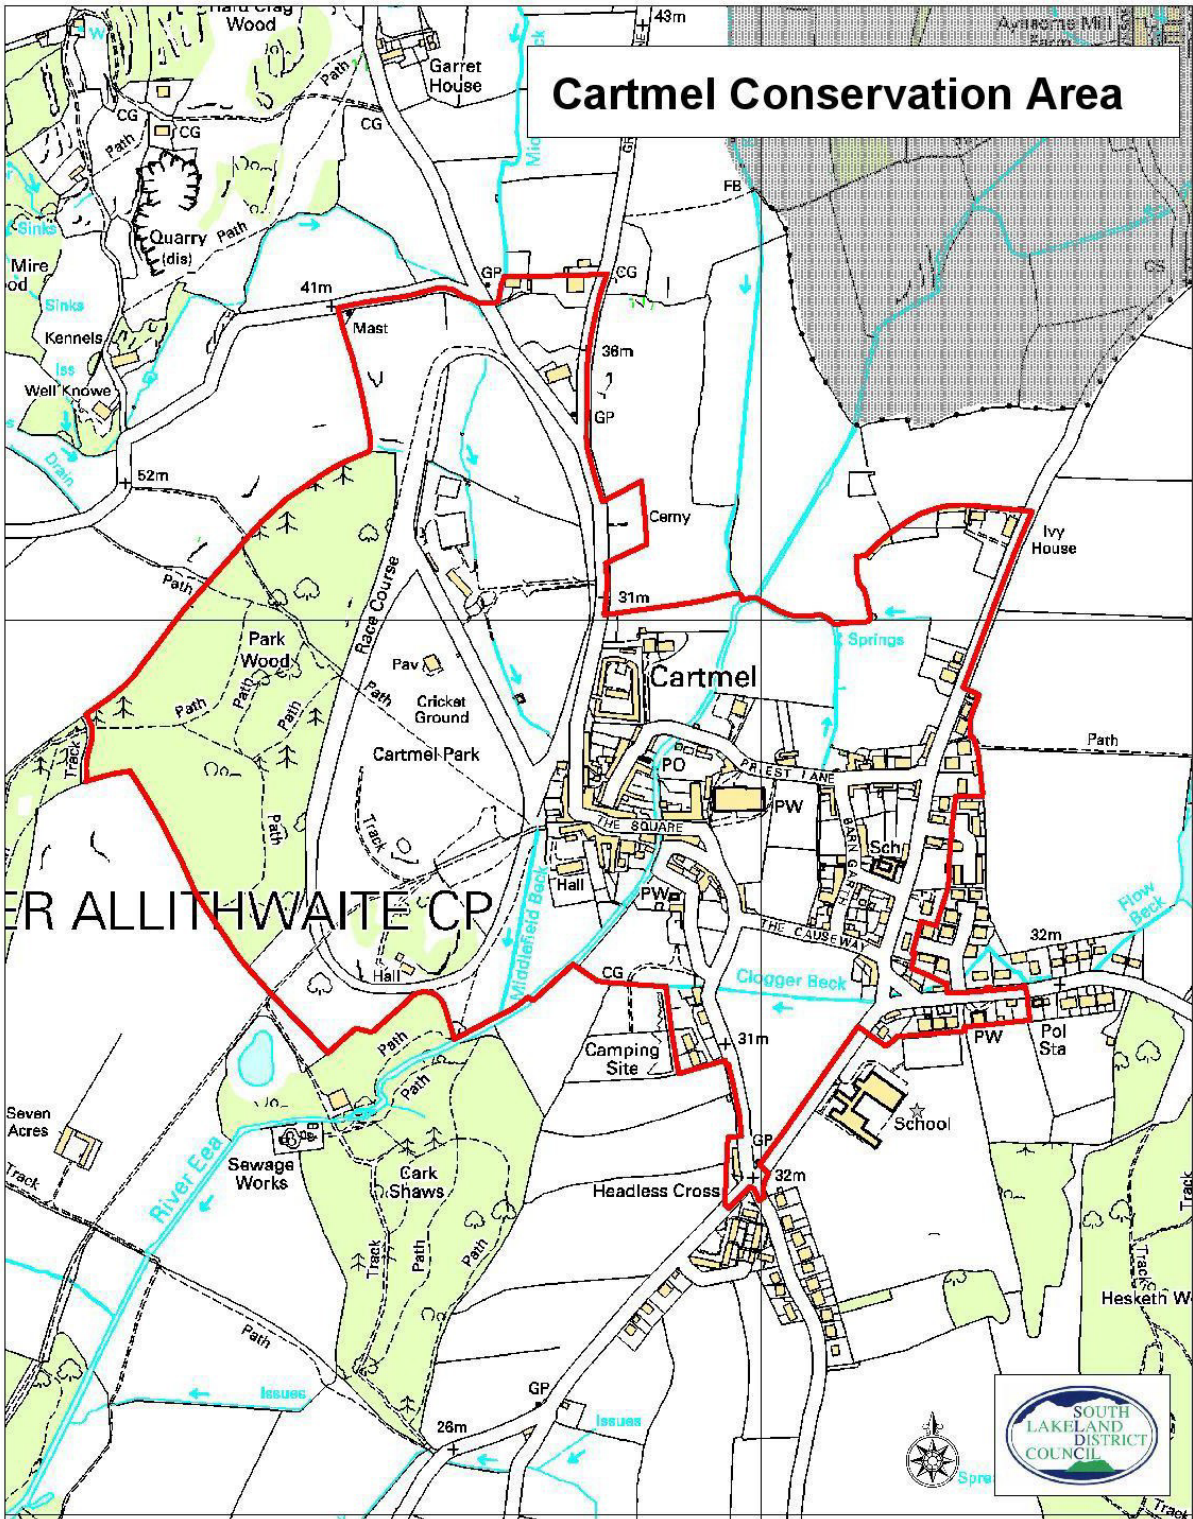 Hard Crag
Wood
43m
Aynsome Mill
Farm
W
Path
Garret
House
Cartmel Conservation Area
CG
CG
CG
Path
FB
Quarry
(dis)
Path
Sinks
Mire
CS
GP
CG
41m
Sinks
Mast
Kennels
36m
Iss
Well Knowe
GP
Drain
52m
Cerny
Ivy
House
Race Course
Path
31m
Springs
Park
Wood
Pav
Cartmel
Path
Path
Path
Path
Cricket
Ground
Track
Cartmel Park
PO
PRIEST LANE
Path
PW
THE SQUARE
Track
Path
BARN GARTH
Sch
Hall
PW
ER ALLITHWAITE CP
Middlefield Beck
THE CAUSEWAY
Flow
Beck
32m
Hall
CG
Clogger Beck
Path
Camping
Site
31m
PW
Pol
Sta
Path
Seven
Acres
School
GP
Sewage
Works
Cark
Shaws
River Eea
Headless Cross
32m
Track
Track
Track
Path
Path
Track
Hesketh W
Path
Issues
GP
Issues
26m
Spre
SOUTH
LAKELAND
DISTRICT
COUNCIL
Track